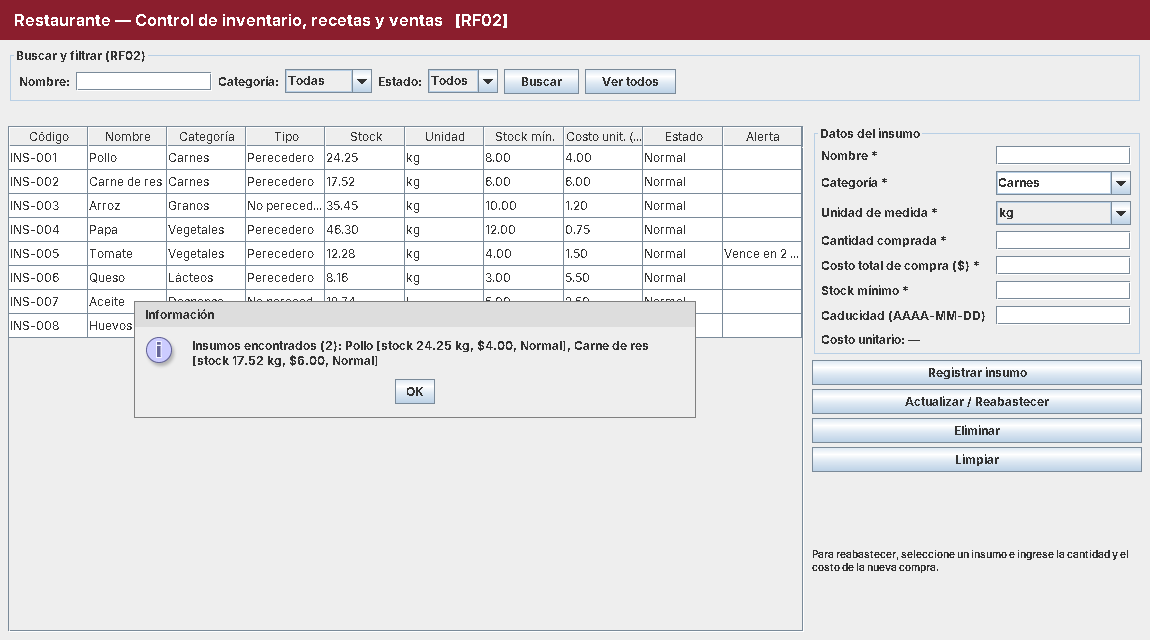 Restaurante — Control de inventario, recetas y ventas [RF02]
Buscar y filtrar (RF02)
Nombre: Categoría: Todas Estado: Todos Buscar Ver todos
Código Nombre Categoría Tipo Stock Unidad Stock mín. Costo unit. (... Estado Alerta
INS-001 Pollo Carnes Perecedero 24.25 kg 8.00 4.00 Normal
INS-002 Carne de res Carnes Perecedero 17.52 kg 6.00 6.00 Normal
INS-003 Arroz Granos No pereced... 35.45 kg 10.00 1.20 Normal
INS-004 Papa Vegetales Perecedero 46.30 kg 12.00 0.75 Normal
INS-005 Tomate Vegetales Perecedero 12.28 kg 4.00 1.50 Normal Vence en 2 ...
INS-006 Queso Lácteos Perecedero 8.16 kg 3.00 5.50 Normal
INS-007 Aceite
INS-008 Huevos
Información
Insumos encontrados (2): Pollo [stock 24.25 kg, $4.00, Normal], Carne de res
[stock 17.52 kg, $6.00, Normal]
OK
Datos del insumo
Nombre *
Categoría * Carnes
Unidad de medida * kg
Cantidad comprada *
Costo total de compra ($) *
Stock mínimo *
Caducidad (AAAA-MM-DD)
Costo unitario: —
Registrar insumo
Actualizar / Reabastecer
Eliminar
Limpiar
Para reabastecer, seleccione un insumo e ingrese la cantidad y el
costo de la nueva compra.